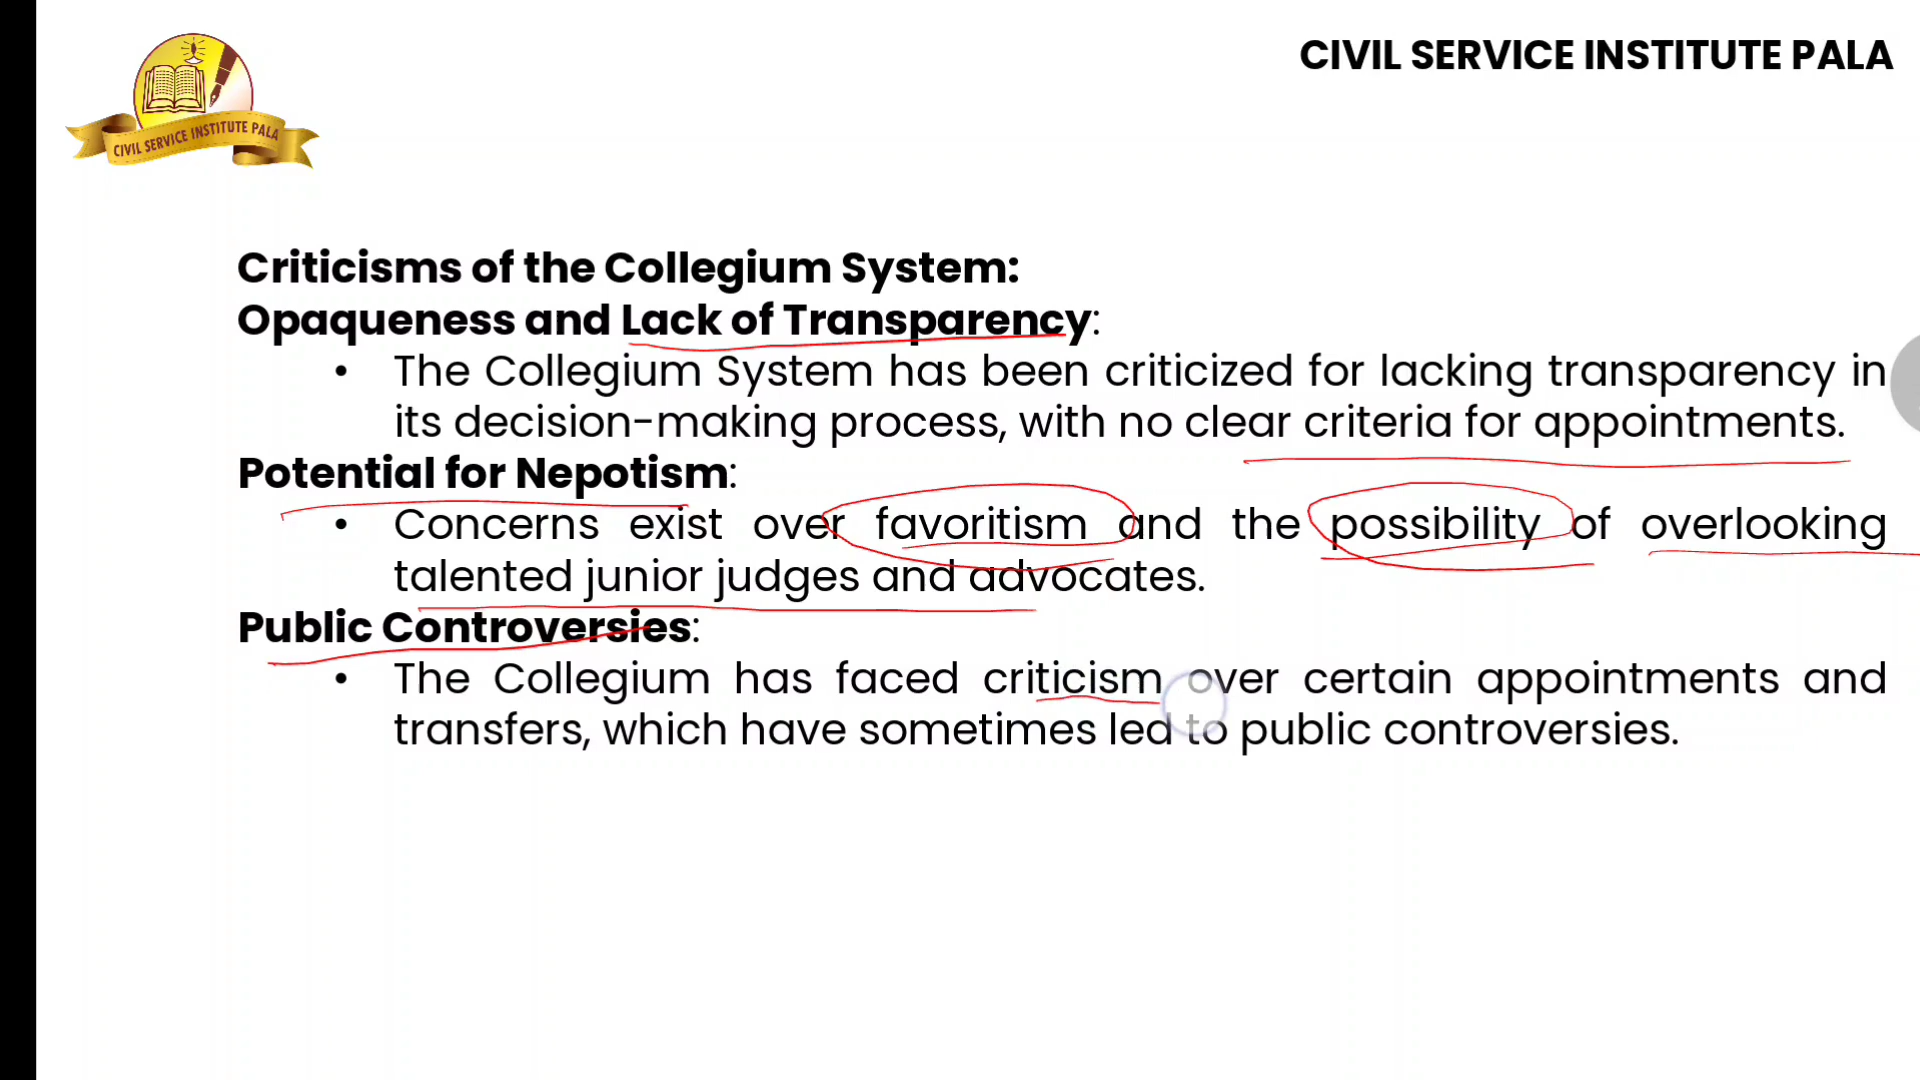 CIVIL SERVICE INSTITUTE PALA
CIVIL SERVICE INSTITUTE PALA
Criticisms of the Collegium System:
Opaqueness and Lack of Transparency:
• The Collegium System has been criticized for lacking transparency in
its decision-making process, with no clear criteria for appointments.
Potential for Nepotism:
• Concerns exist over favoritism and the possibility of overlooking
talented junior judges and advocates.
Public Controversies:
• The Collegium has faced criticism over certain appointments and
transfers, which have sometimes led to public controversies.